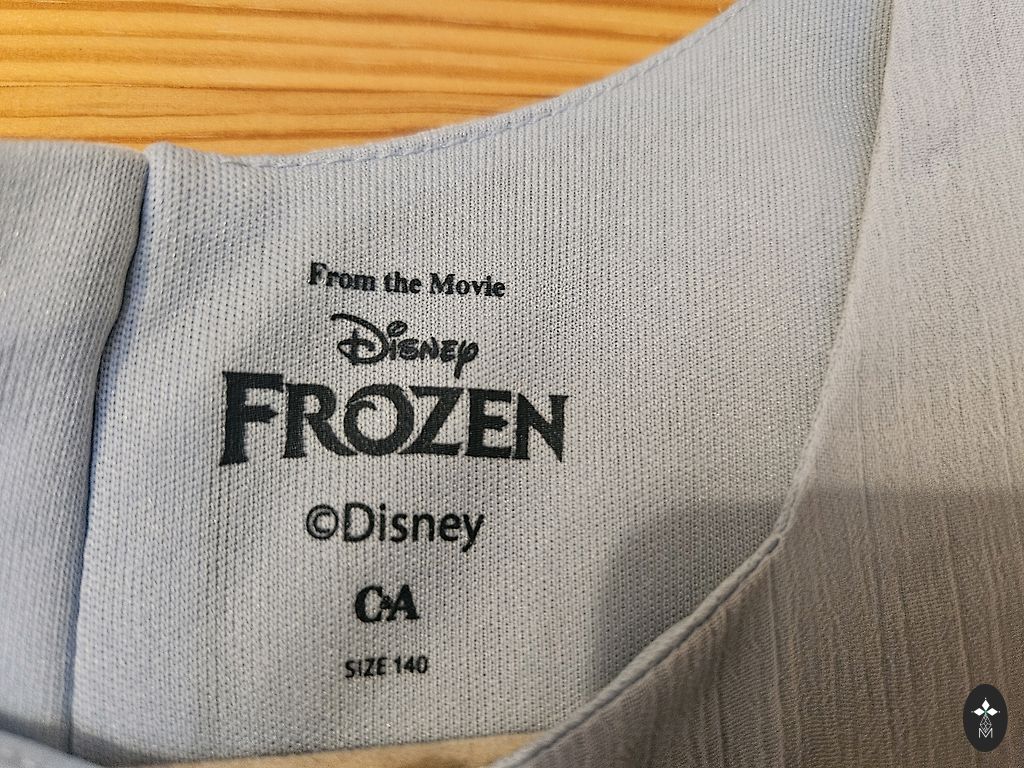 From the Movie
Disney
FROZEN
©Disney
C&A
SIZE 140
M